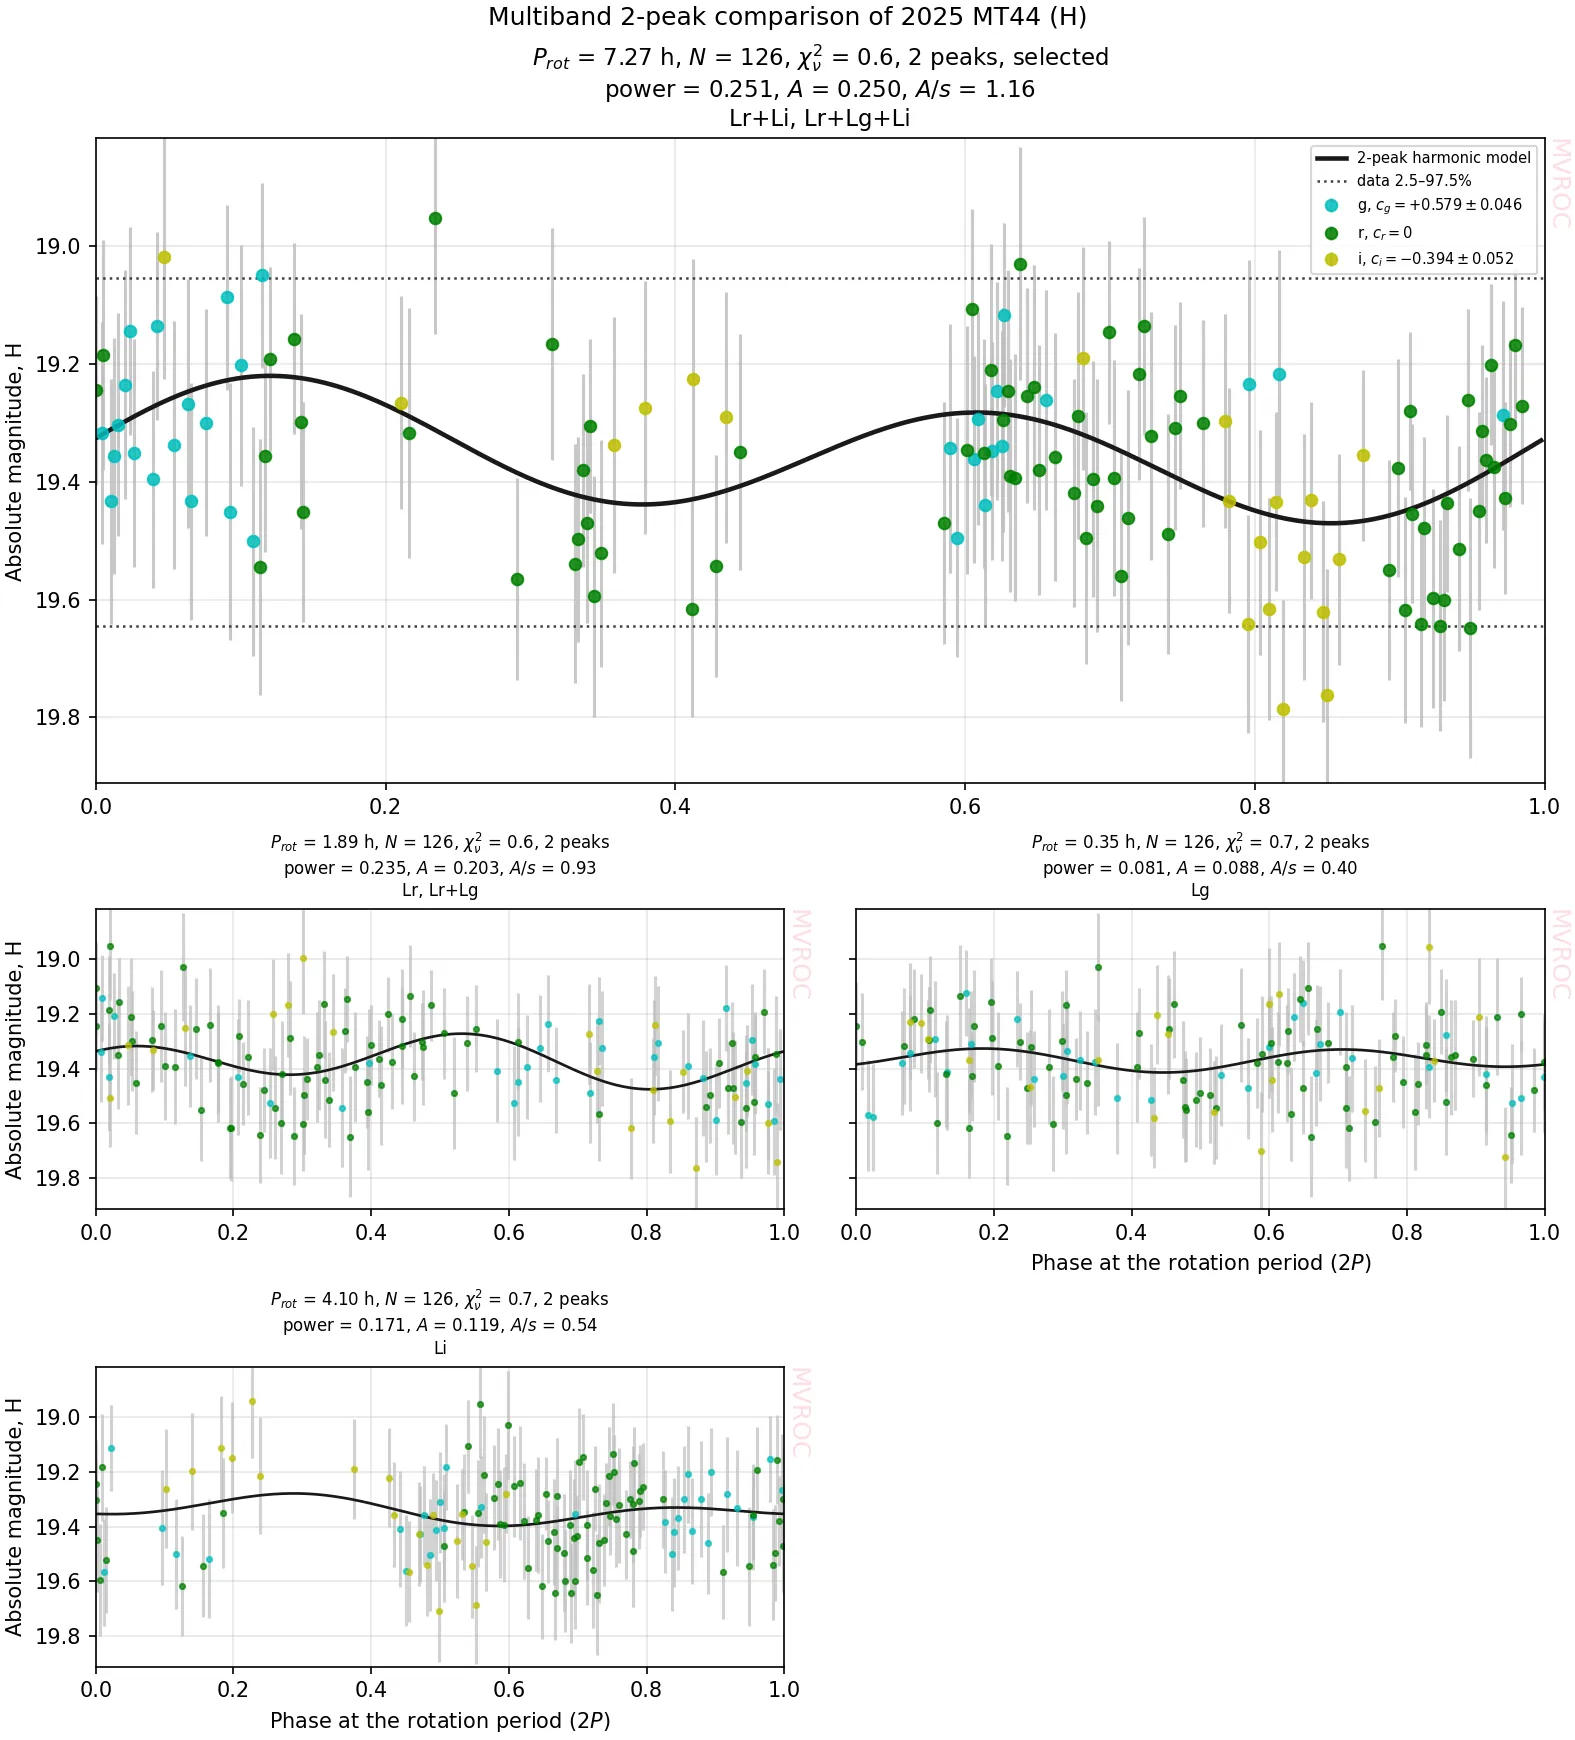 Multiband 2-peak comparison of 2025 MT44 (H)
P_rot = 7.27 h, N = 126, χ²_ν = 0.6, 2 peaks, selected
power = 0.251, A = 0.250, A/s = 1.16
Lr+Li, Lr+Lg+Li
Absolute magnitude, H
19.0
19.2
19.4
19.6
19.8
0.0 0.2 0.4 0.6 0.8 1.0
2-peak harmonic model
data 2.5–97.5%
g, c_g = +0.579 ± 0.046
r, c_r = 0
i, c_i = −0.394 ± 0.052
MVROC
P_rot = 1.89 h, N = 126, χ²_ν = 0.6, 2 peaks
power = 0.235, A = 0.203, A/s = 0.93
Lr, Lr+Lg
Absolute magnitude, H
19.0
19.2
19.4
19.6
19.8
0.0 0.2 0.4 0.6 0.8 1.0
MVROC
P_rot = 0.35 h, N = 126, χ²_ν = 0.7, 2 peaks
power = 0.081, A = 0.088, A/s = 0.40
Lg
0.0 0.2 0.4 0.6 0.8 1.0
Phase at the rotation period (2P)
MVROC
P_rot = 4.10 h, N = 126, χ²_ν = 0.7, 2 peaks
power = 0.171, A = 0.119, A/s = 0.54
Li
Absolute magnitude, H
19.0
19.2
19.4
19.6
19.8
0.0 0.2 0.4 0.6 0.8 1.0
Phase at the rotation period (2P)
MVROC